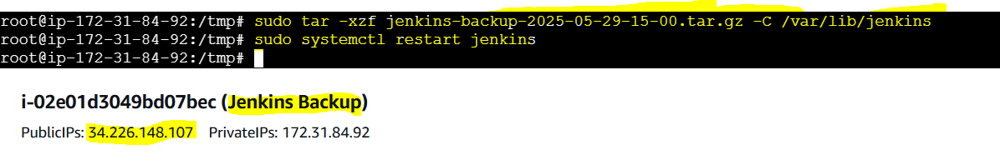 root@ip-172-31-84-92:/tmp# sudo tar -xzf jenkins-backup-2025-05-29-15-00.tar.gz -C /var/lib/jenkins
root@ip-172-31-84-92:/tmp# sudo systemctl restart jenkins
root@ip-172-31-84-92:/tmp#
i-02e01d3049bd07bec (Jenkins Backup)
PublicIPs: 34.226.148.107 PrivateIPs: 172.31.84.92